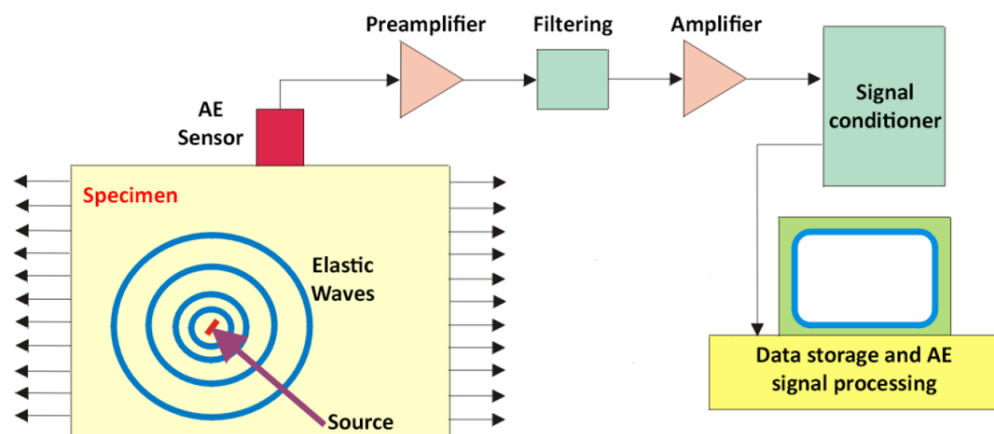 Preamplifier
Filtering
Amplifier
AE
Sensor
Signal
conditioner
Specimen
Elastic
Waves
Source
Data storage and AE
signal processing